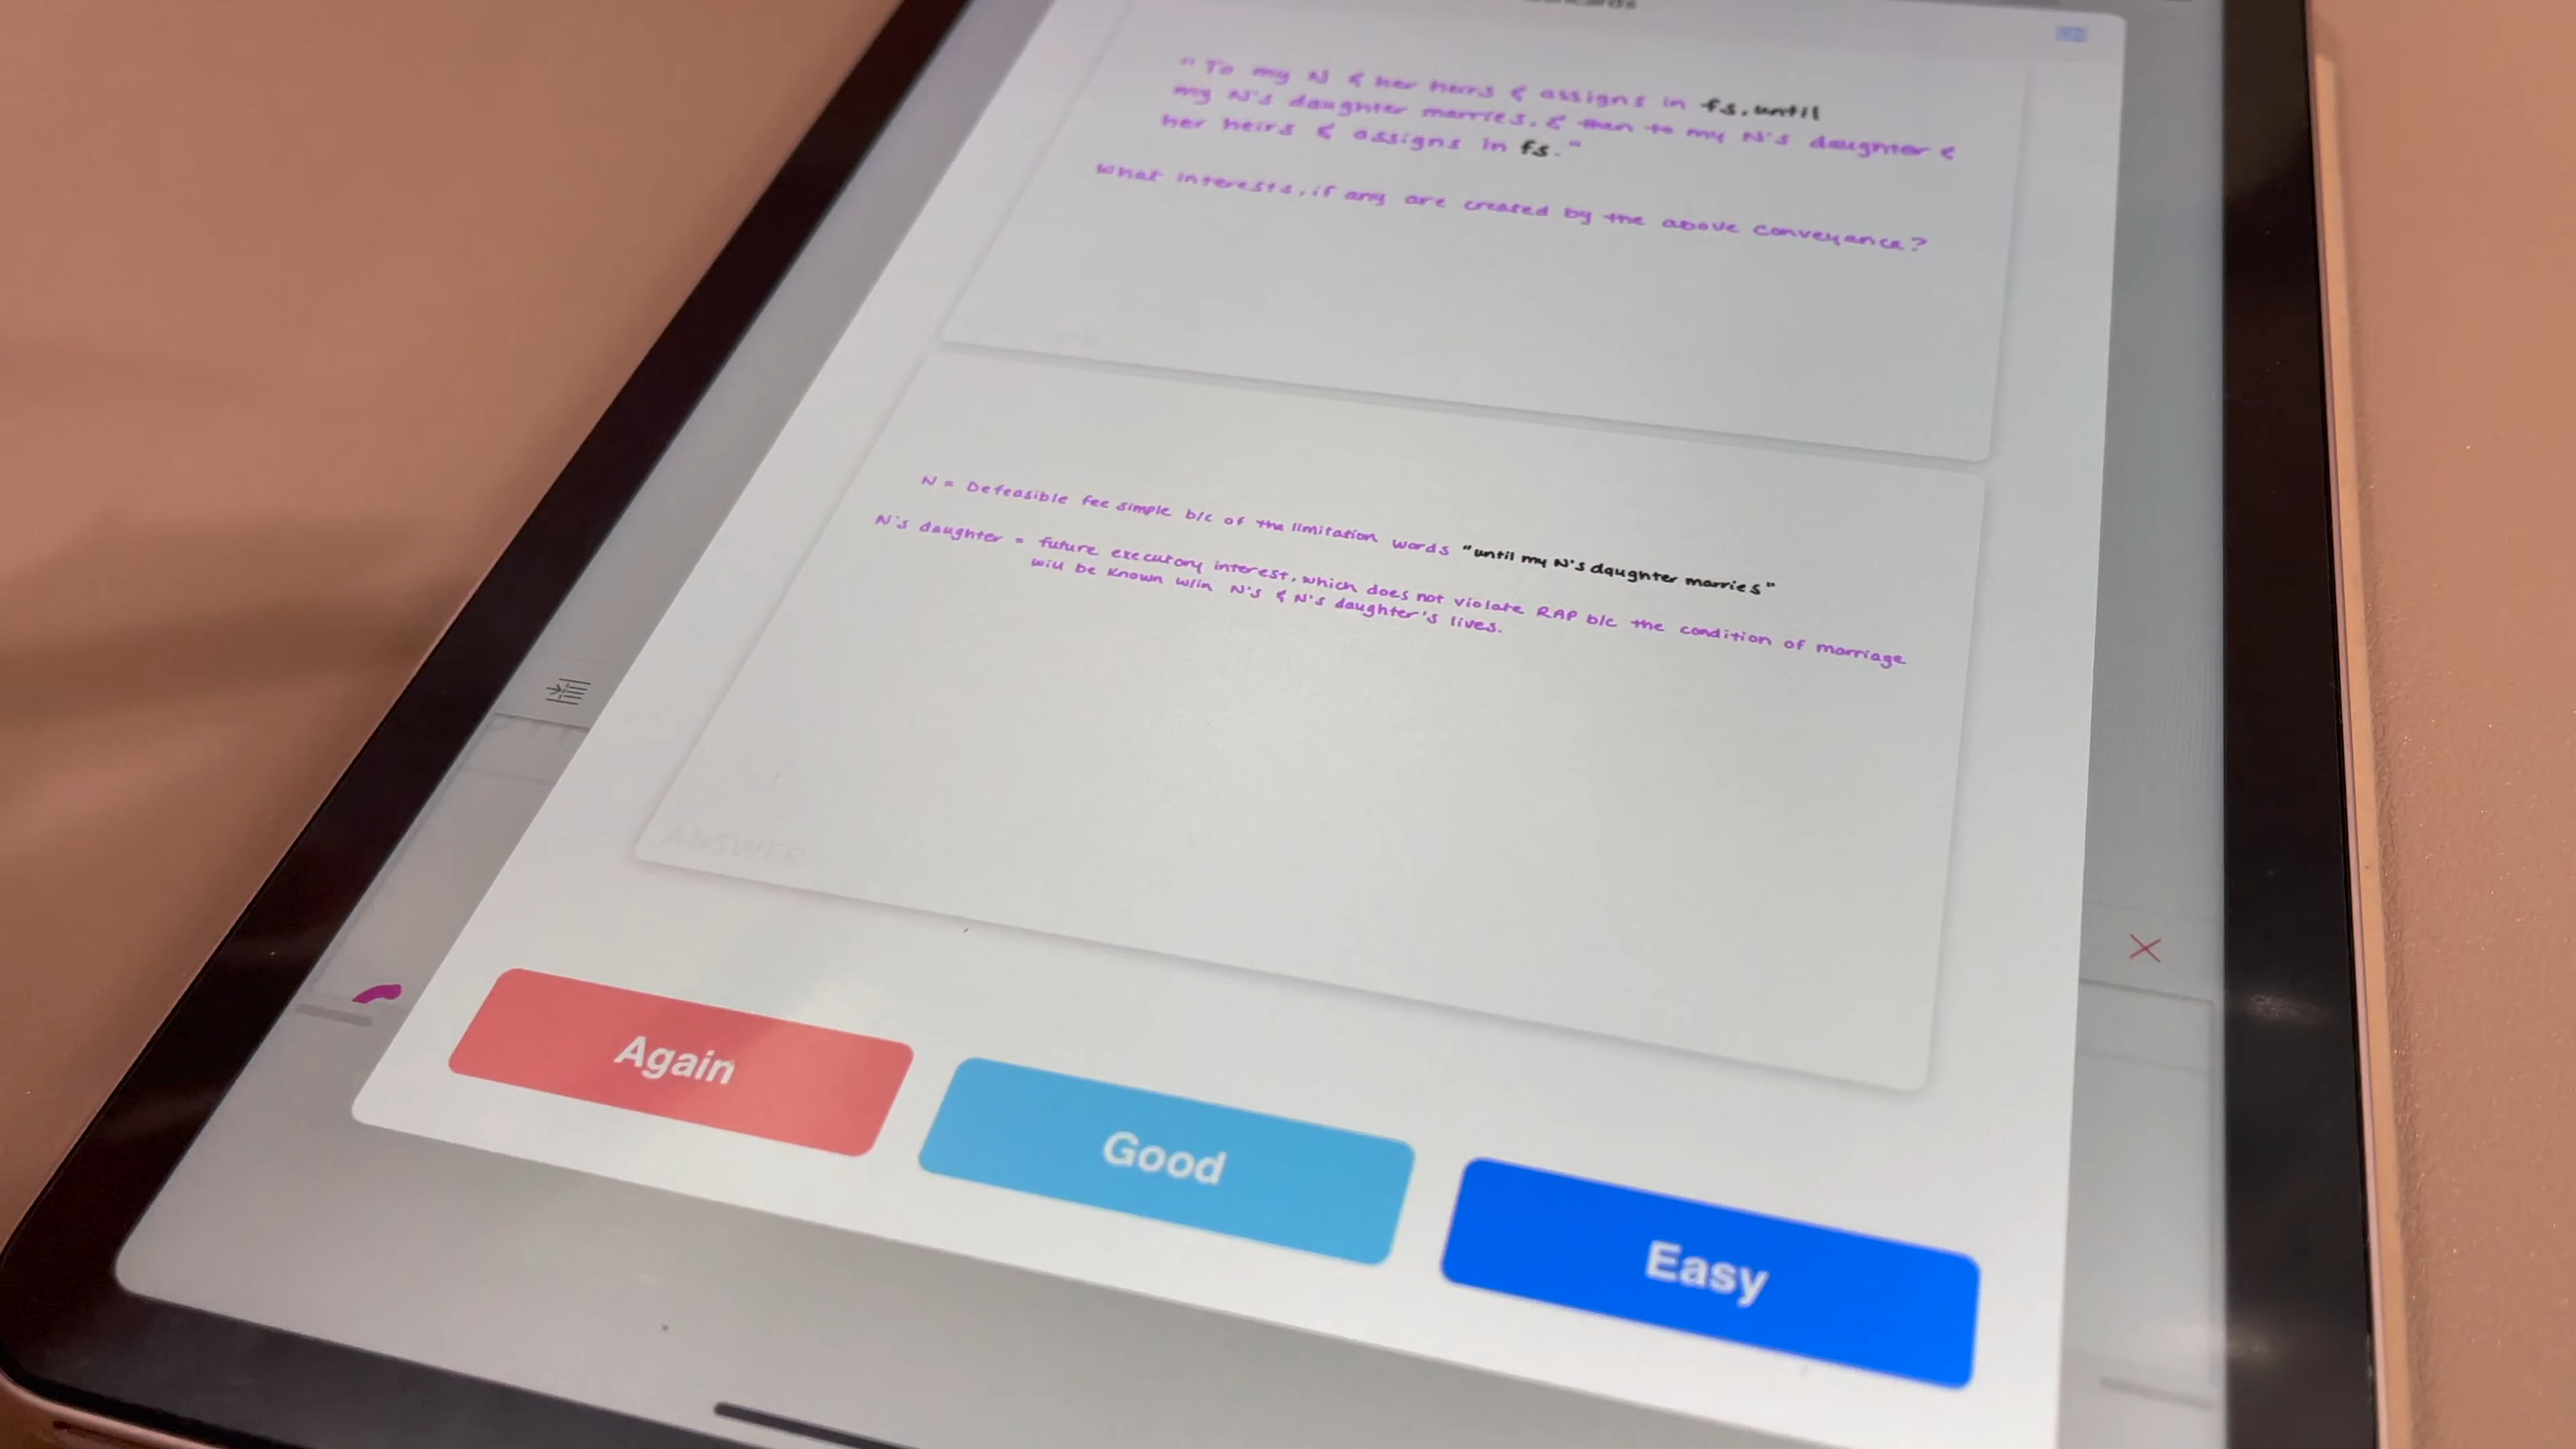 "To my N & her heirs & assigns in fs, until
my N's daughter marries, & then to my N's daughter &
her heirs & assigns in fs."
What interests, if any are created by the above conveyance?
N = Defeasible fee simple b/c of the limitation words "until my N's daughter marries"
N's daughter = future executory interest, which does not violate RAP b/c the condition of marriage
will be known w/in N's & N's daughter's lives.
ANSWER
Again
Good
Easy